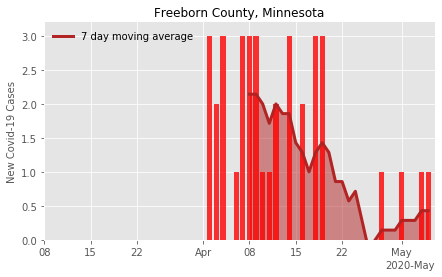 Freeborn County, Minnesota
7 day moving average
New Covid-19 Cases
3.0
2.5
2.0
1.5
1.0
0.5
0.0
08 15 22 Apr 08 15 22 May
2020-May